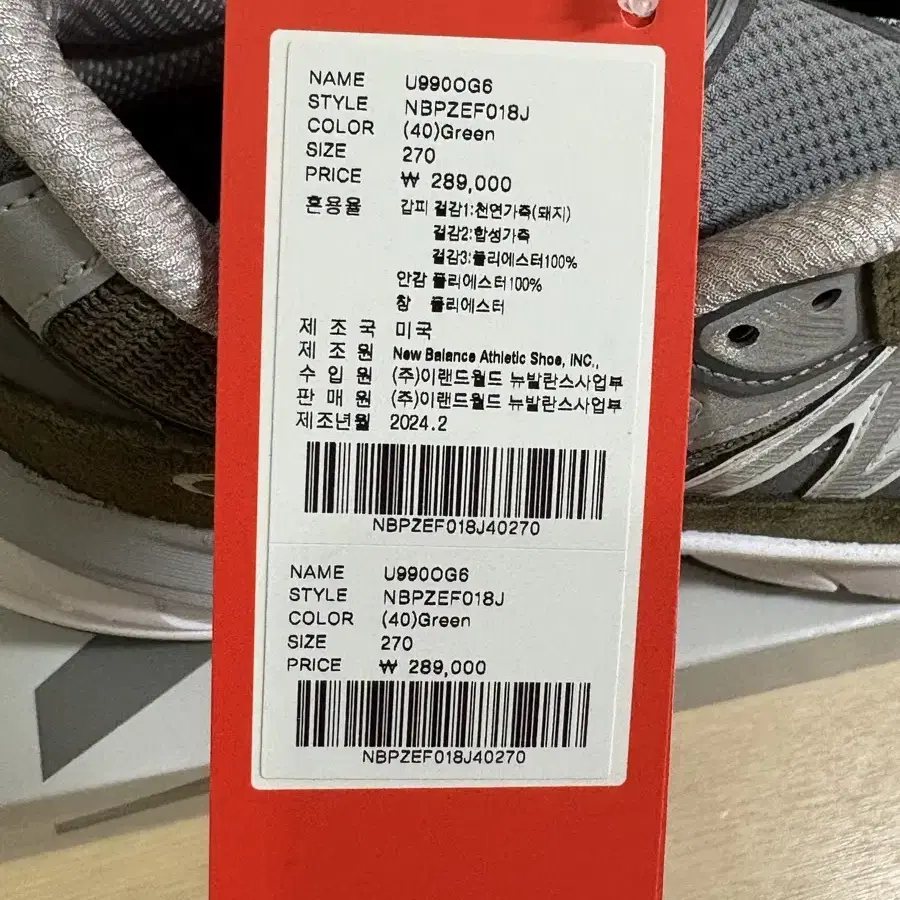 NAME U990OG6
STYLE NBPZEF018J
COLOR (40)Green
SIZE 270
PRICE ₩ 289,000
혼용율 갑피 겉감1:천연가죽(돼지)
겉감2:합성가죽
겉감3:폴리에스터100%
안감 폴리에스터100%
창 폴리에스터
제 조 국 미국
제 조 원 New Balance Athletic Shoe, INC.,
수 입 원 (주)이랜드월드 뉴발란스사업부
판 매 원 (주)이랜드월드 뉴발란스사업부
제조년월 2024.2
NBPZEF018J40270
NAME U990OG6
STYLE NBPZEF018J
COLOR (40)Green
SIZE 270
PRICE ₩ 289,000
NBPZEF018J40270